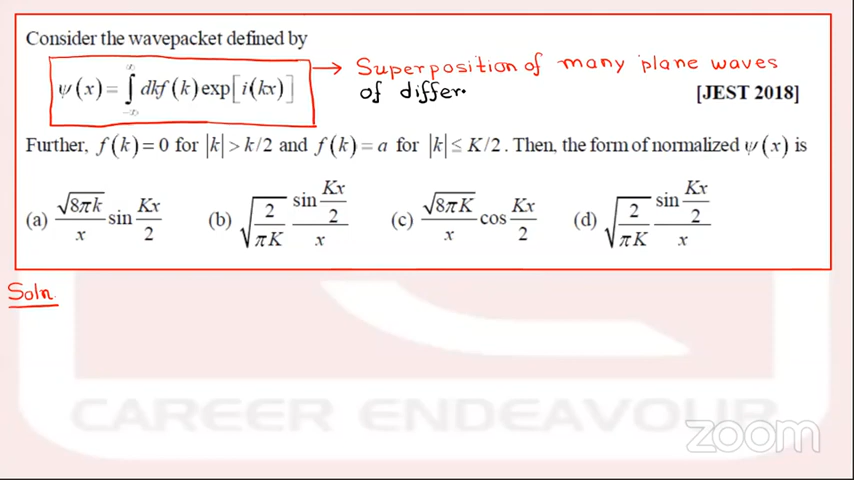 Consider the wavepacket defined by
ψ(x) = ∫_{-∞}^{∞} dkf(k) exp[i(kx)] → Superposition of many plane waves
of differ
[JEST 2018]
Further, f(k) = 0 for |k| > k/2 and f(k) = a for |k| ≤ K/2. Then, the form of normalized ψ(x) is
(a) √(8πk)/x sin Kx/2 (b) √(2/πK) (sin Kx/2)/x (c) √(8πK)/x cos Kx/2 (d) √(2/πK) (sin Kx/2)/x
Soln.
CAREER ENDEAVOUR
zoom